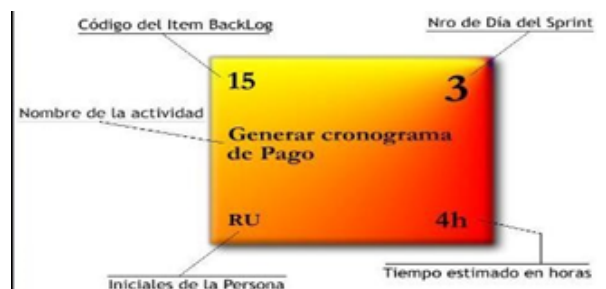 Código del Item BackLog
Nro de Día del Sprint
15
3
Nombre de la actividad
Generar cronograma
de Pago
RU
4h
Iniciales de la Persona
Tiempo estimado en horas